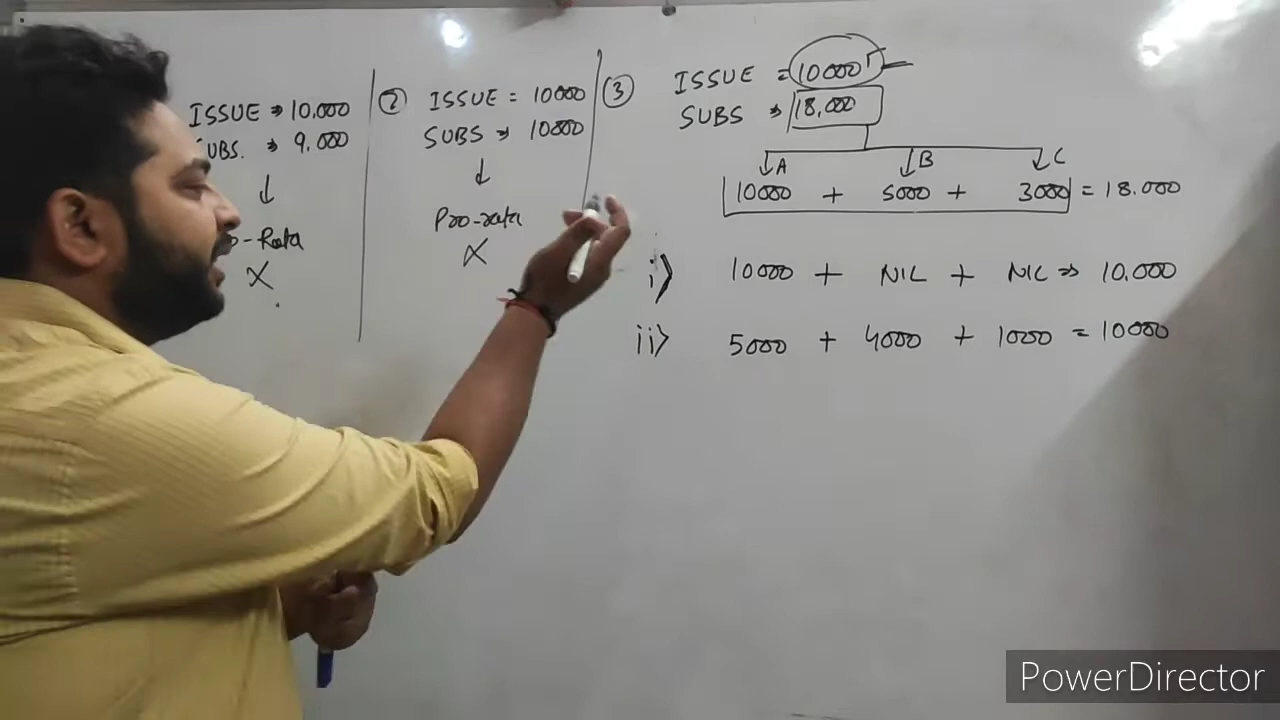 ISSUE ⇒ 10,000
SUBS. ⇒ 9,000
↓
-Rata
X
② ISSUE = 10000
SUBS ⇒ 10000
↓
Pro-rata
X
③ ISSUE = 10000
SUBS ⇒ 18,000
↓A ↓B ↓C
10000 + 5000 + 3000 = 18.000
i) 10000 + NIL + NIL ⇒ 10.000
ii) 5000 + 4000 + 1000 = 10000
PowerDirector